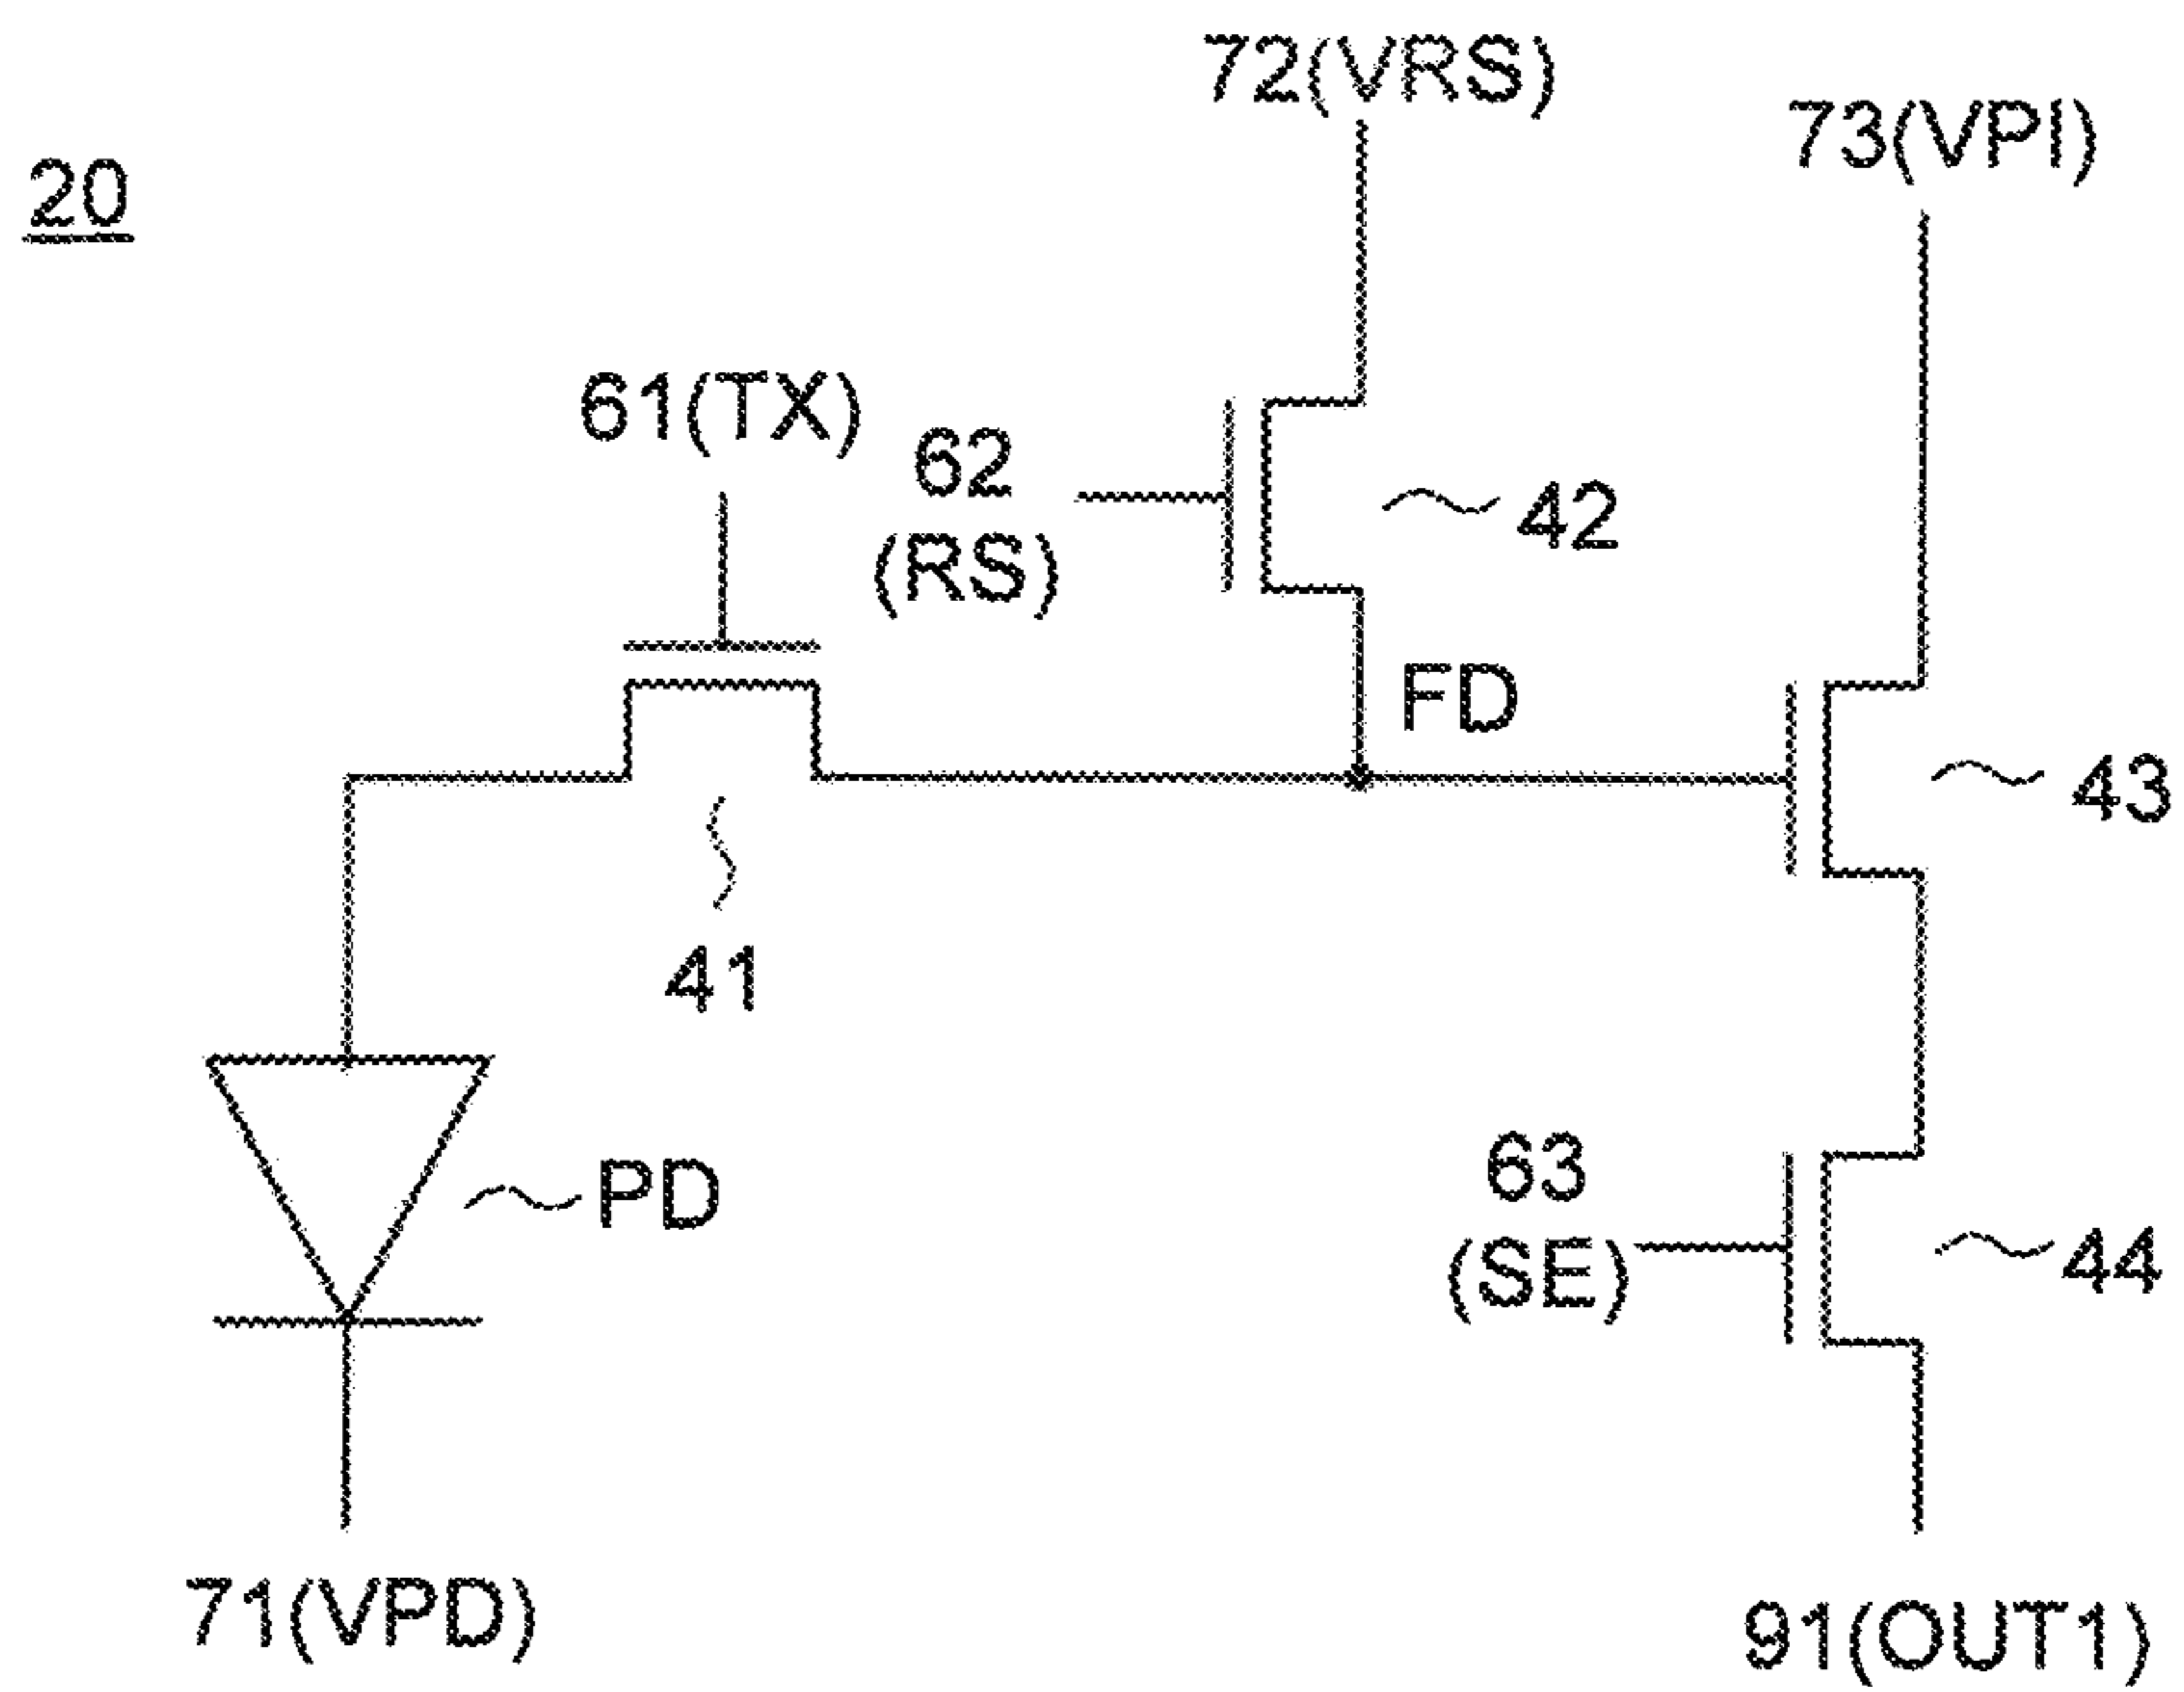 72(VRS)
73(VPI)
20
61(TX)
62
(RS)
42
FD
43
41
63
(SE)
PD
44
71(VPD)
91(OUT1)